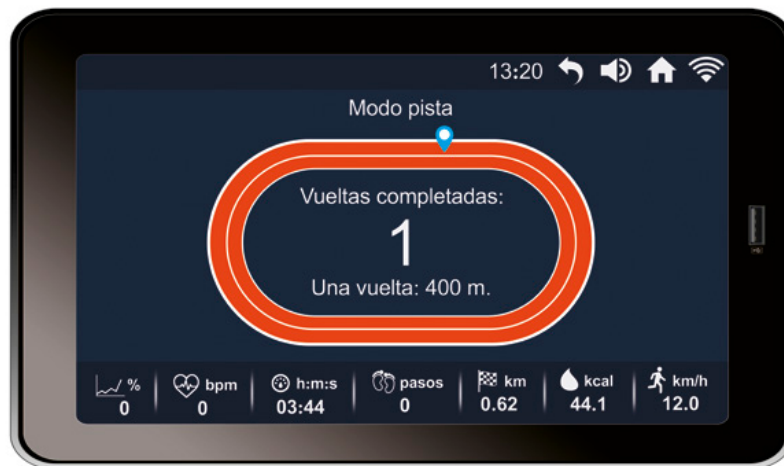 13:20
Modo pista
Vueltas completadas:
1
Una vuelta: 400 m.
% bpm h:m:s pasos km kcal km/h
0 0 03:44 0 0.62 44.1 12.0